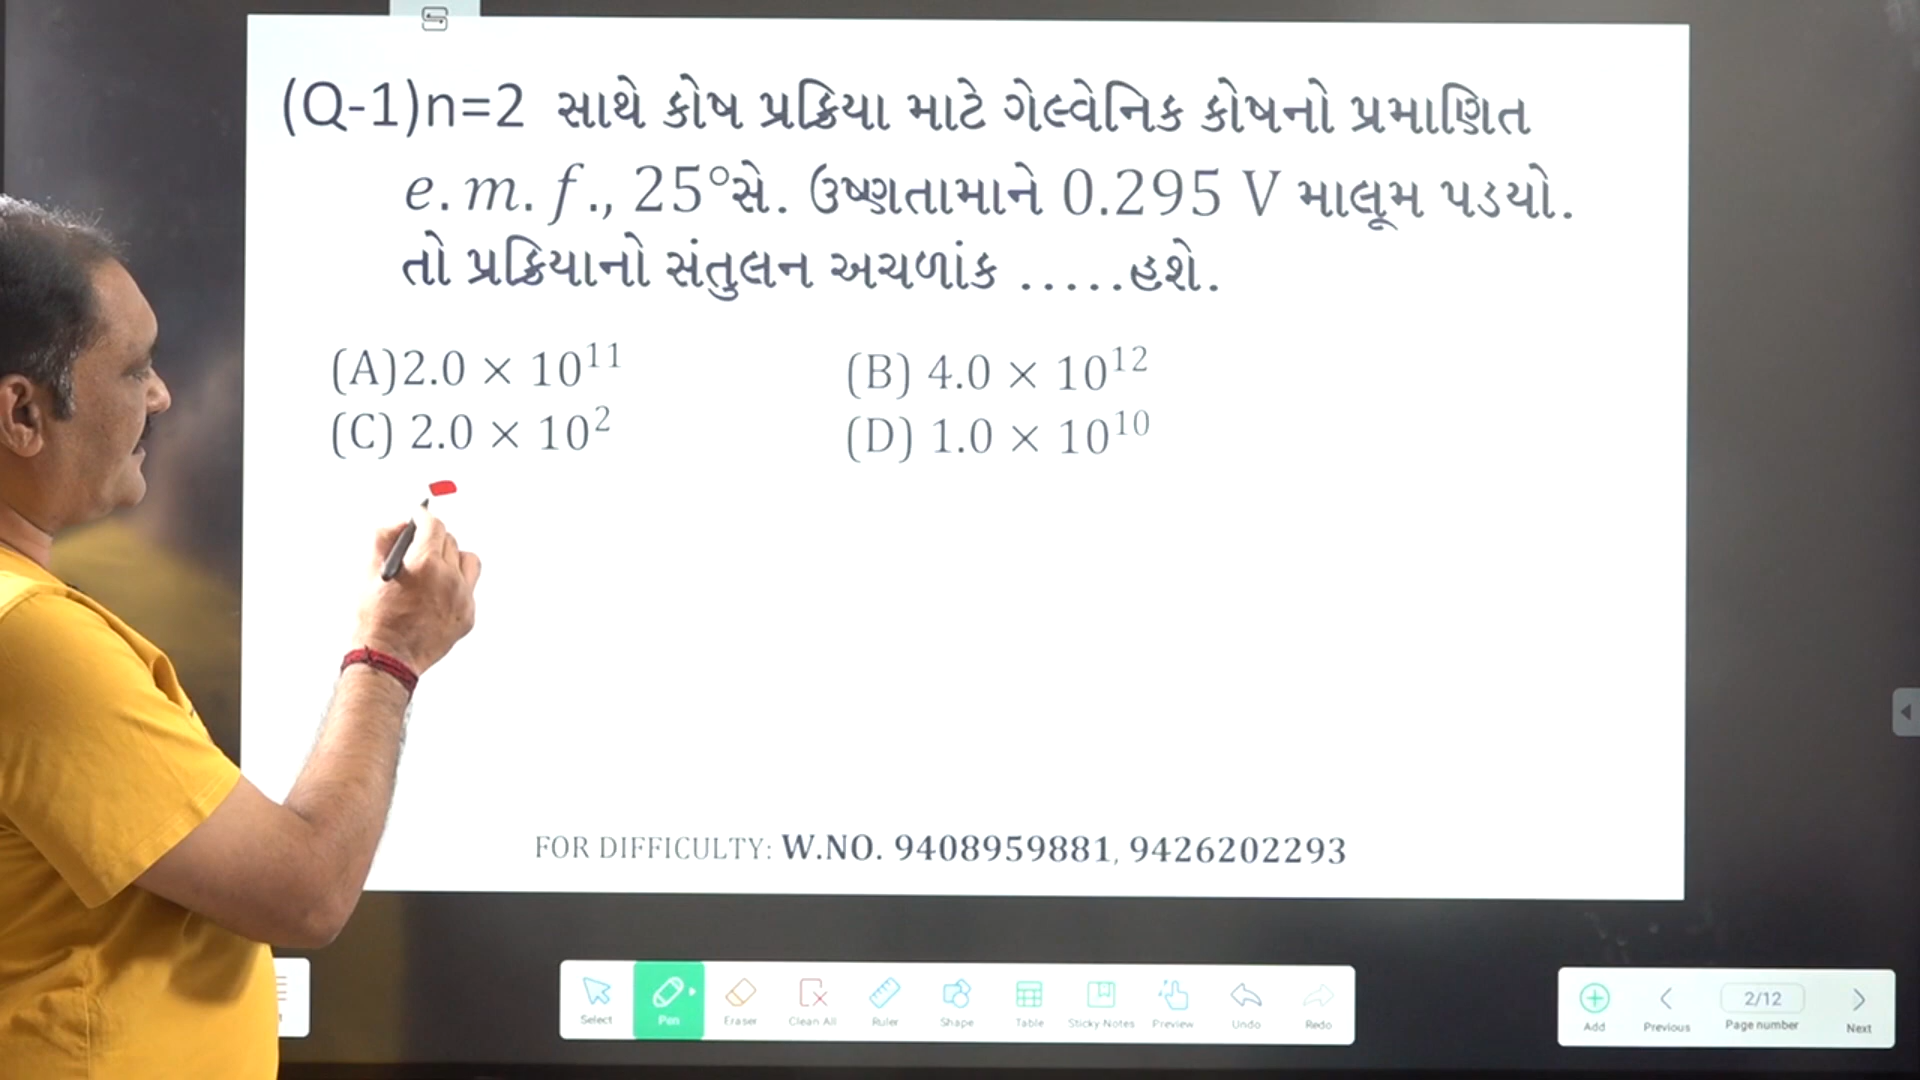 (Q-1)n=2 સાથે કોષ પ્રક્રિયા માટે ગેલ્વેનિક કોષનો પ્રમાણિત
e. m. f., 25°સે. ઉષ્ણતામાને 0.295 V માલૂમ પડયો.
તો પ્રક્રિયાનો સંતુલન અચળાંક .....હશે.
(A)2.0 × 10¹¹ (B) 4.0 × 10¹²
(C) 2.0 × 10² (D) 1.0 × 10¹⁰
FOR DIFFICULTY: W.NO. 9408959881, 9426202293
Select Pen Eraser Clean All Ruler Shape Table Sticky Notes Preview Undo Redo
2/12
Add Previous Page number Next